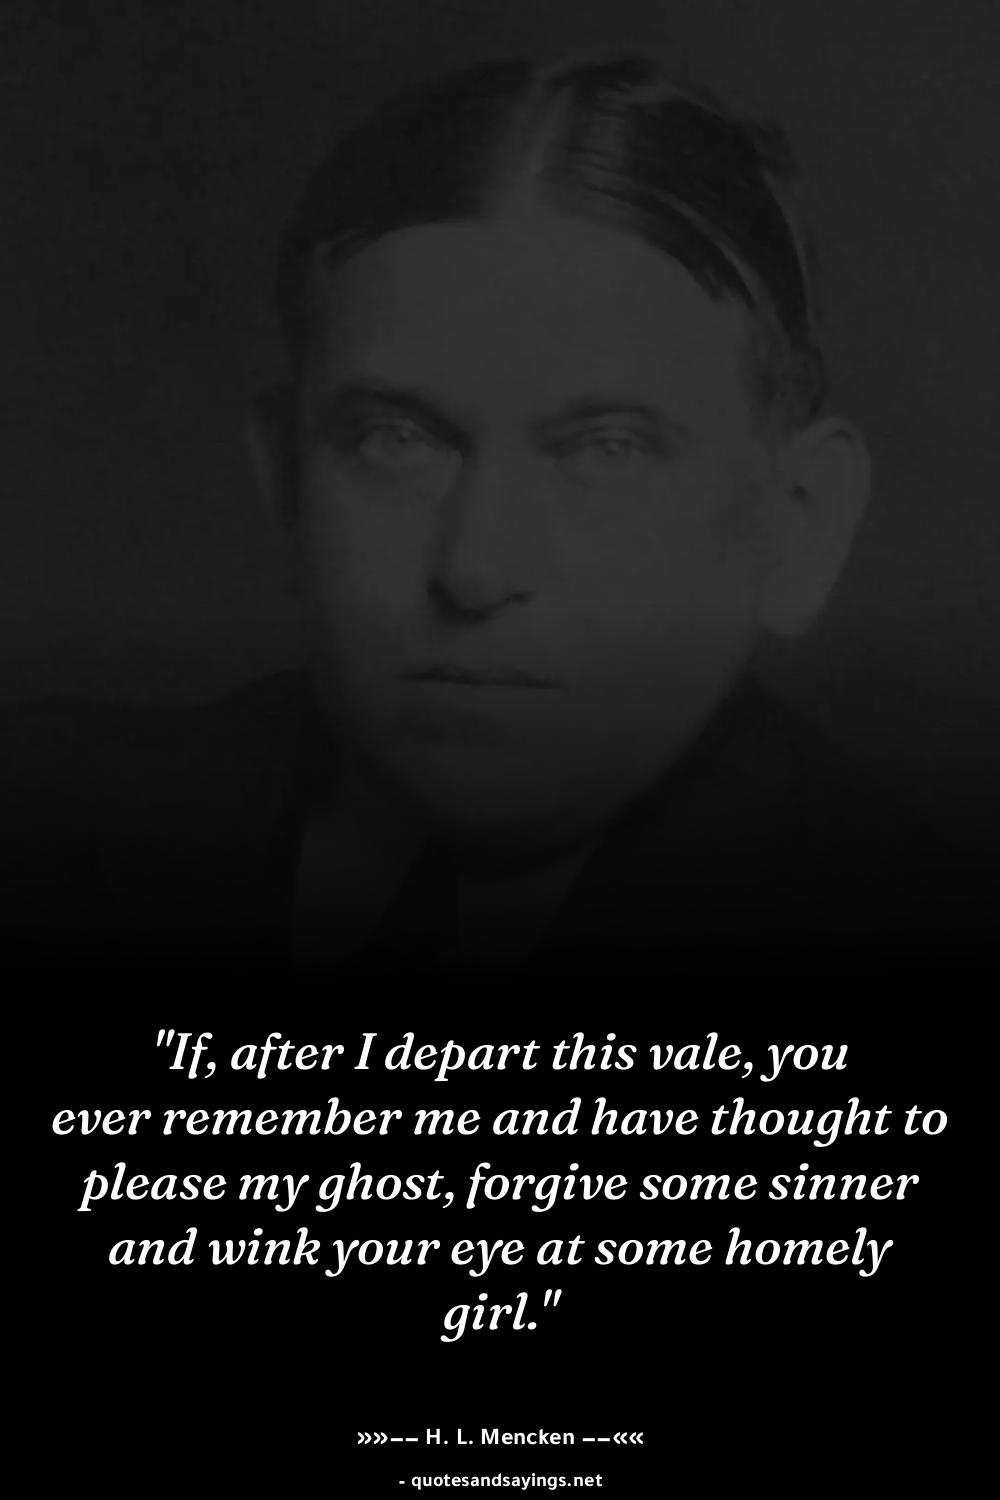 "If, after I depart this vale, you
ever remember me and have thought to
please my ghost, forgive some sinner
and wink your eye at some homely
girl."
»»−− H. L. Mencken −−««
- quotesandsayings.net